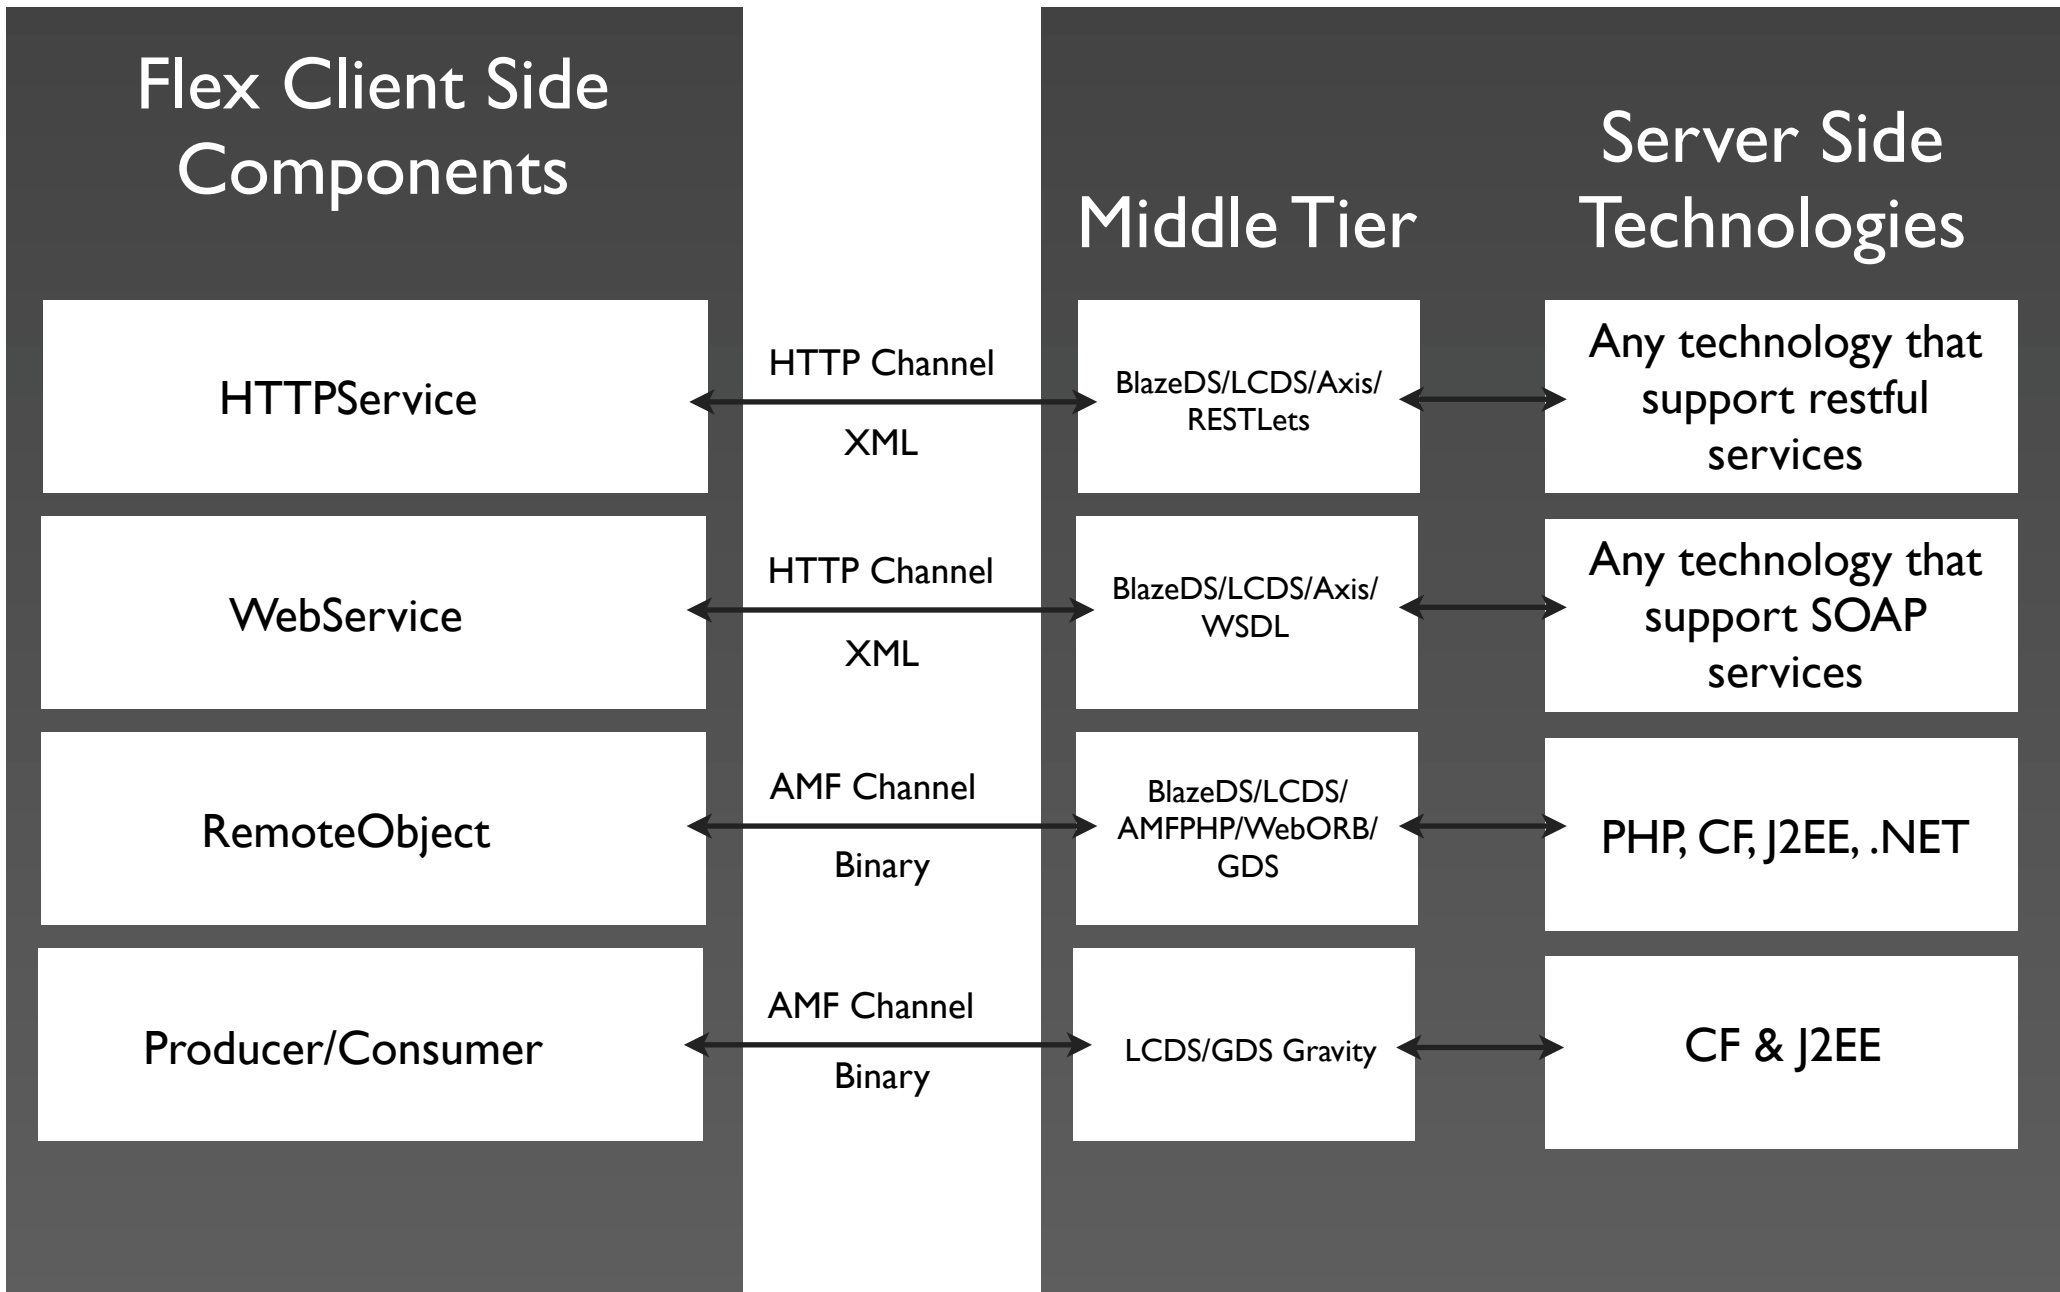 Flex Client Side
Components
Middle Tier
Server Side
Technologies
HTTPService
HTTP Channel
XML
BlazeDS/LCDS/Axis/
RESTLets
Any technology that
support restful
services
WebService
HTTP Channel
XML
BlazeDS/LCDS/Axis/
WSDL
Any technology that
support SOAP
services
RemoteObject
AMF Channel
Binary
BlazeDS/LCDS/
AMFPHP/WebORB/
GDS
PHP, CF, J2EE, .NET
Producer/Consumer
AMF Channel
Binary
LCDS/GDS Gravity
CF & J2EE